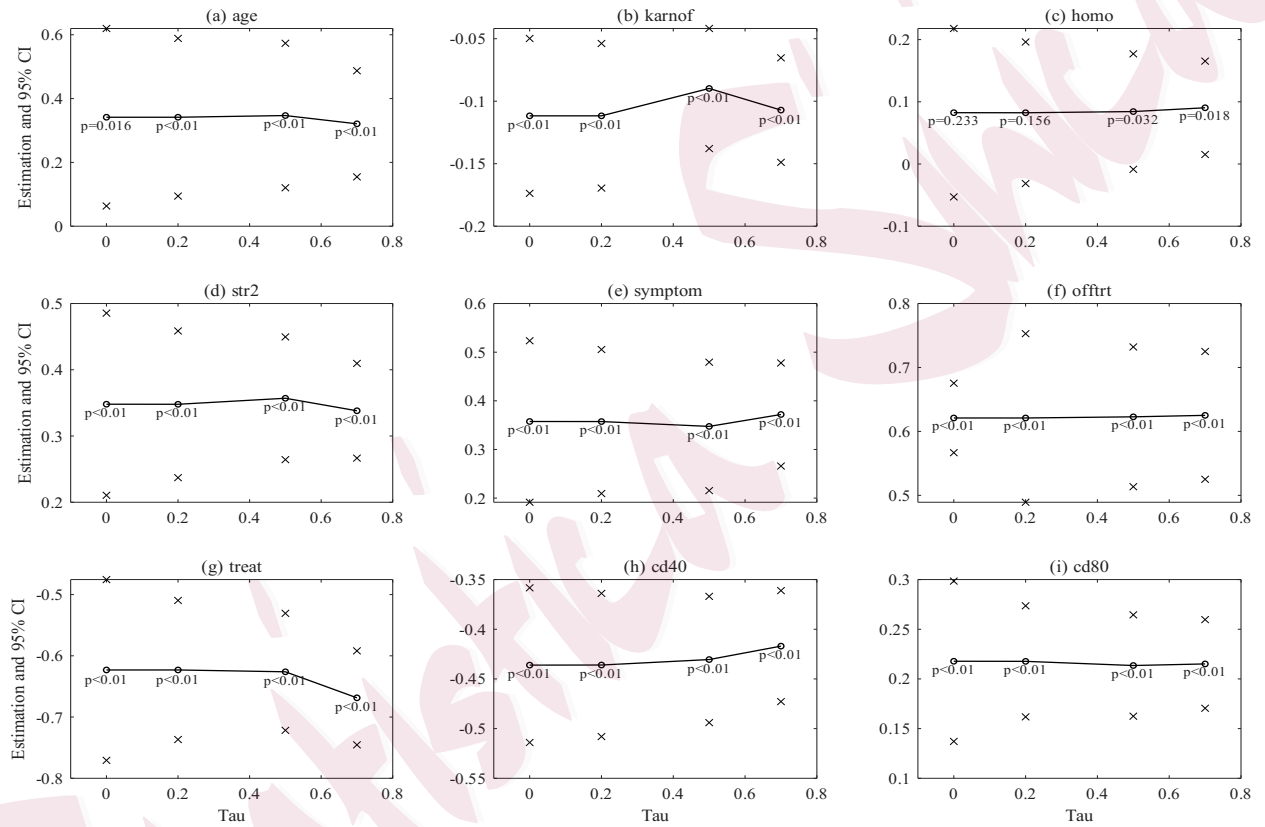 (a) age
Estimation and 95% CI
0.6
0.4
0.2
0
p=0.016
p<0.01
p<0.01
p<0.01
0
0.2
0.4
0.6
0.8
(b) karnof
-0.05
-0.1
-0.15
-0.2
p<0.01
p<0.01
p<0.01
p<0.01
0
0.2
0.4
0.6
0.8
(c) homo
0.2
0.1
0
-0.1
p=0.233
p=0.156
p=0.032
p=0.018
0
0.2
0.4
0.6
0.8
(d) str2
Estimation and 95% CI
0.5
0.4
0.3
0.2
p<0.01
p<0.01
p<0.01
p<0.01
0
0.2
0.4
0.6
0.8
(e) symptom
0.6
0.5
0.4
0.3
0.2
p<0.01
p<0.01
p<0.01
p<0.01
0
0.2
0.4
0.6
0.8
(f) offtrt
0.8
0.7
0.6
0.5
p<0.01
p<0.01
p<0.01
p<0.01
0
0.2
0.4
0.6
0.8
(g) treat
Estimation and 95% CI
-0.5
-0.6
-0.7
-0.8
p<0.01
p<0.01
p<0.01
p<0.01
0
0.2
0.4
0.6
0.8
Tau
(h) cd40
-0.35
-0.4
-0.45
-0.5
-0.55
p<0.01
p<0.01
p<0.01
p<0.01
0
0.2
0.4
0.6
0.8
Tau
(i) cd80
0.3
0.25
0.2
0.15
0.1
p<0.01
p<0.01
p<0.01
p<0.01
0
0.2
0.4
0.6
0.8
Tau